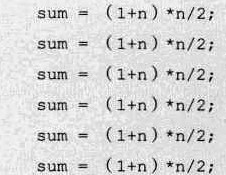 sum = (1+n)*n/2;
sum = (1+n)*n/2;
sum = (1+n)*n/2;
sum = (1+n)*n/2;
sum = (1+n)*n/2;
sum = (1+n)*n/2;